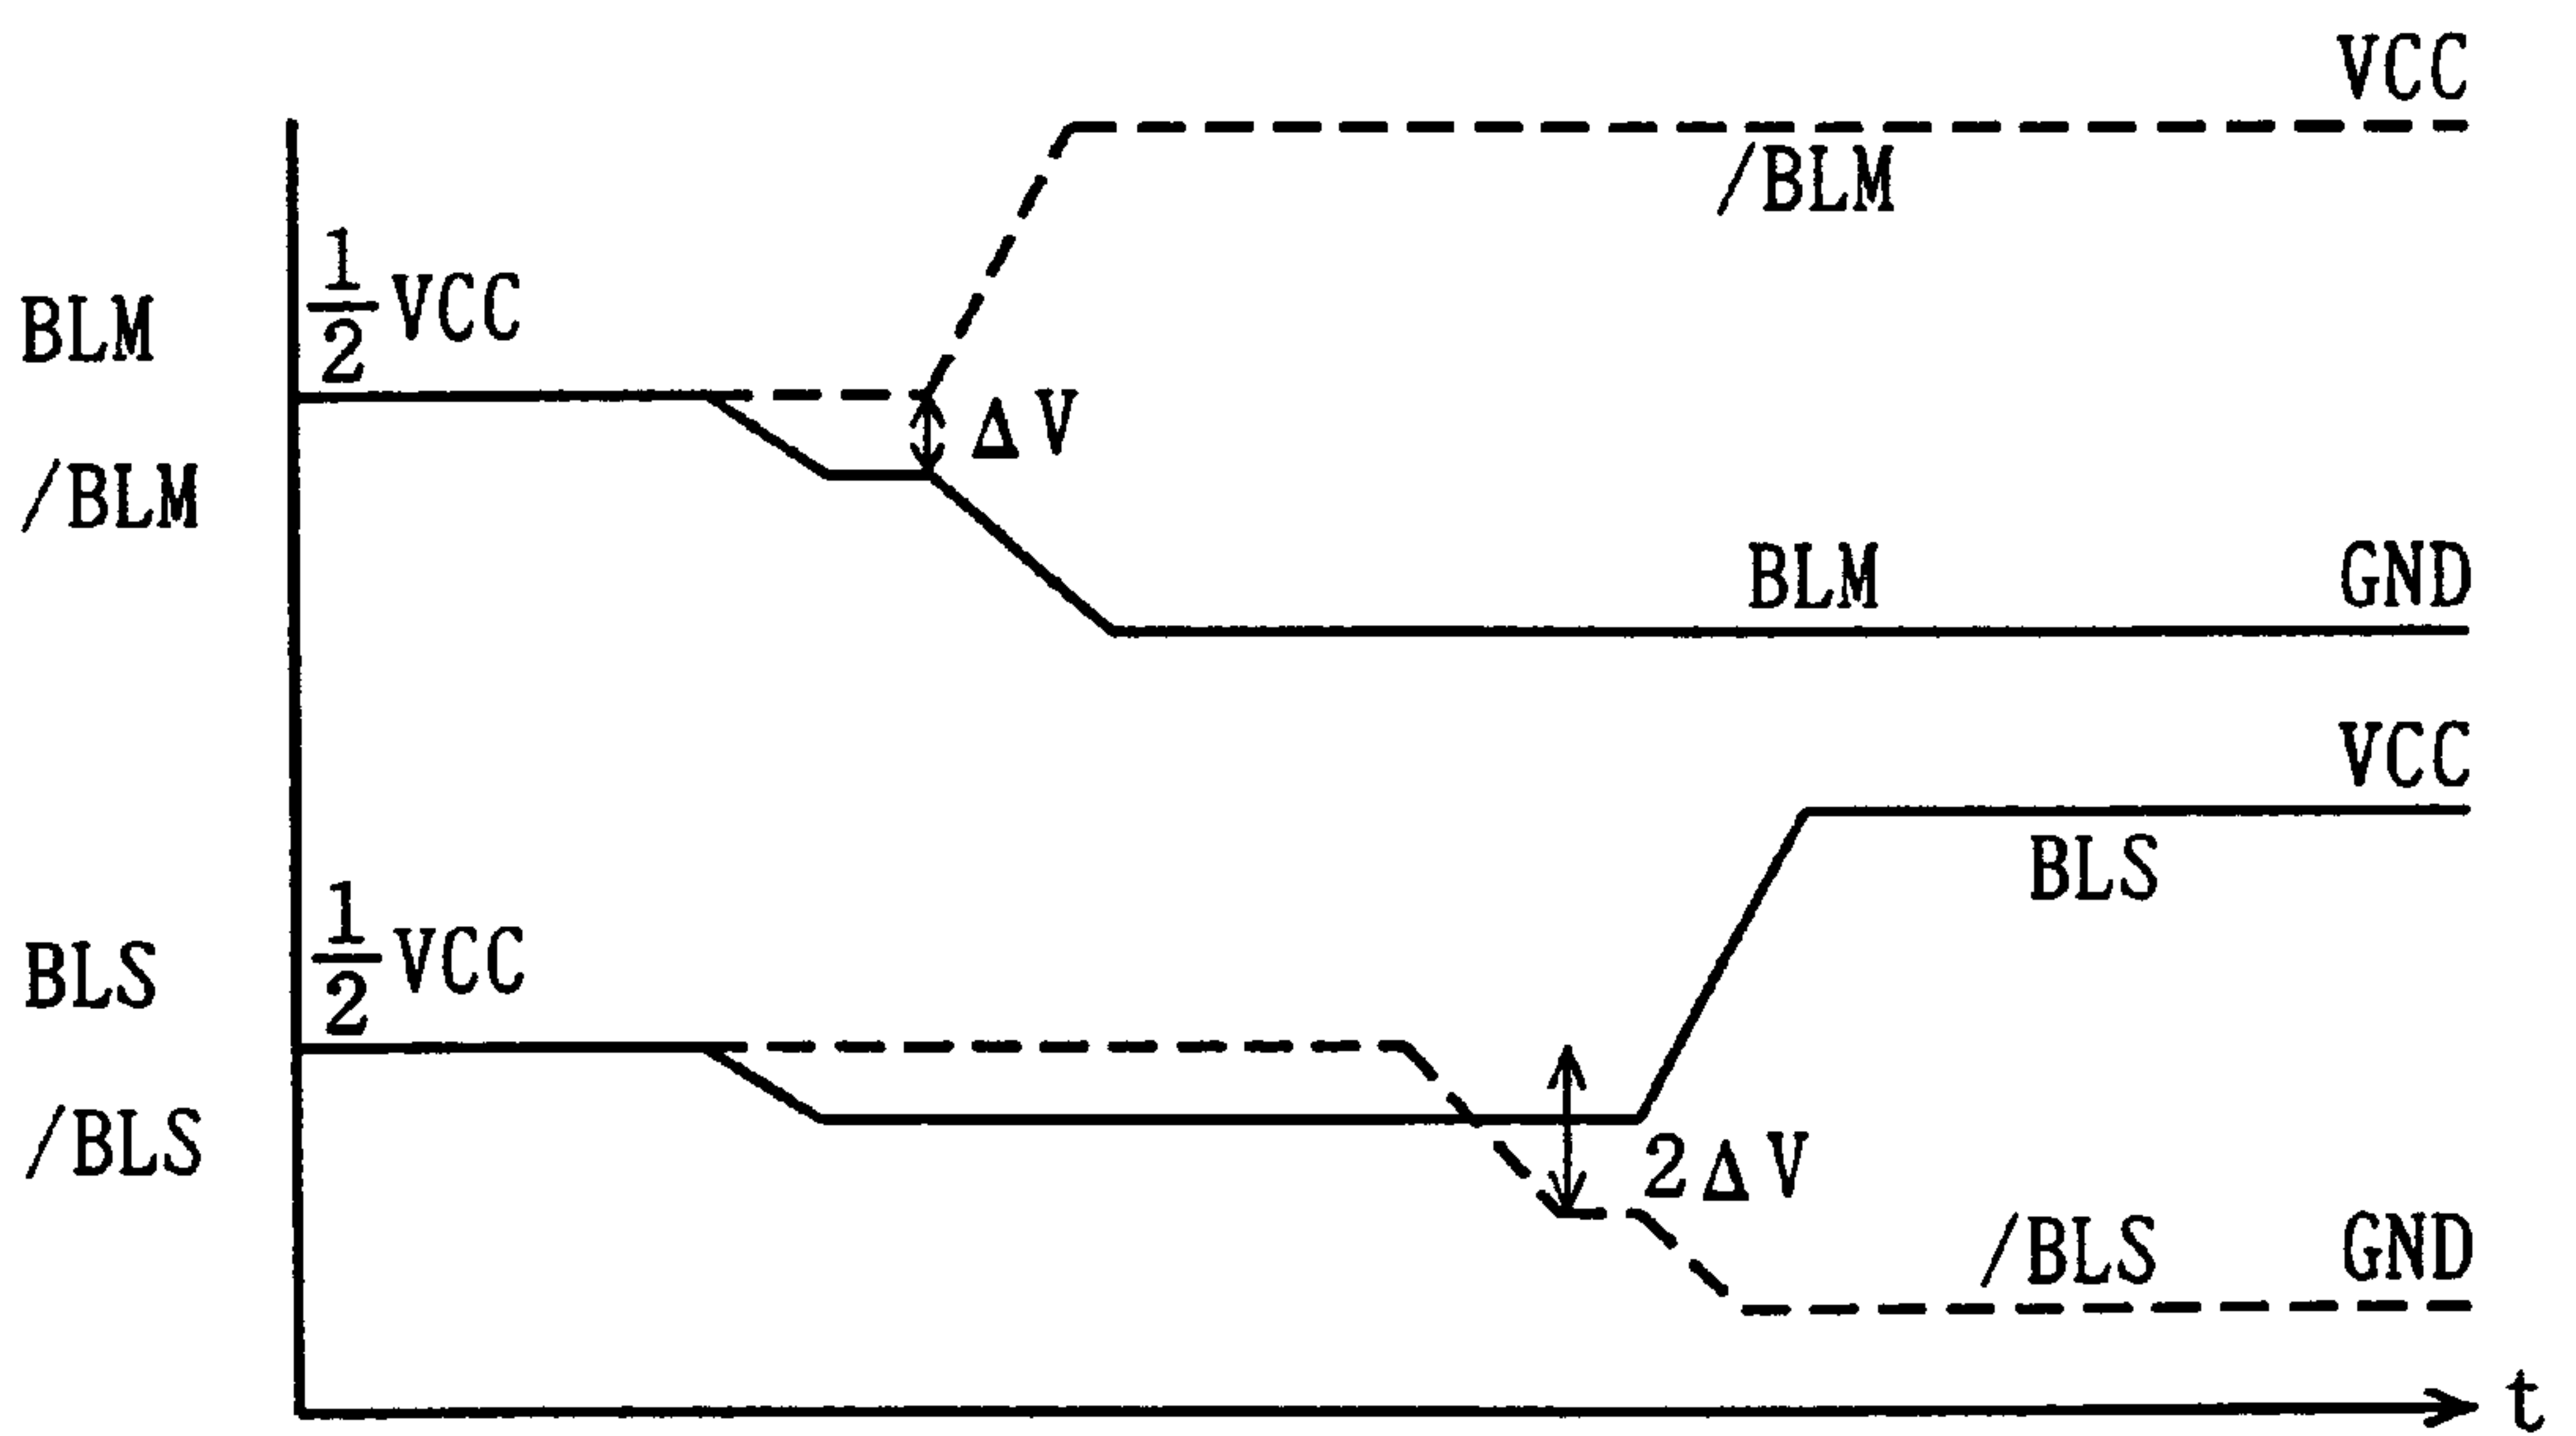 VCC
/BLM
1/2 VCC
BLM
ΔV
/BLM
BLM
GND
VCC
BLS
1/2 VCC
BLS
2ΔV
/BLS
/BLS
GND
t